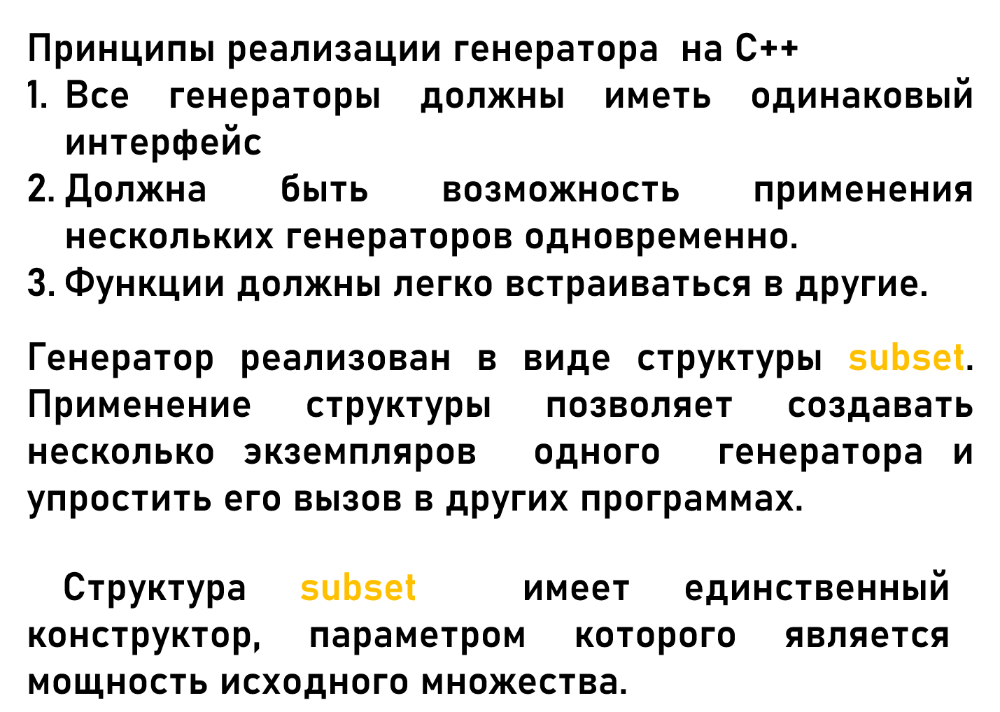 Принципы реализации генератора на С++
1. Все генераторы должны иметь одинаковый
интерфейс
2. Должна быть возможность применения
нескольких генераторов одновременно.
3. Функции должны легко встраиваться в другие.
Генератор реализован в виде структуры subset.
Применение структуры позволяет создавать
несколько экземпляров одного генератора и
упростить его вызов в других программах.
Структура subset имеет единственный
конструктор, параметром которого является
мощность исходного множества.